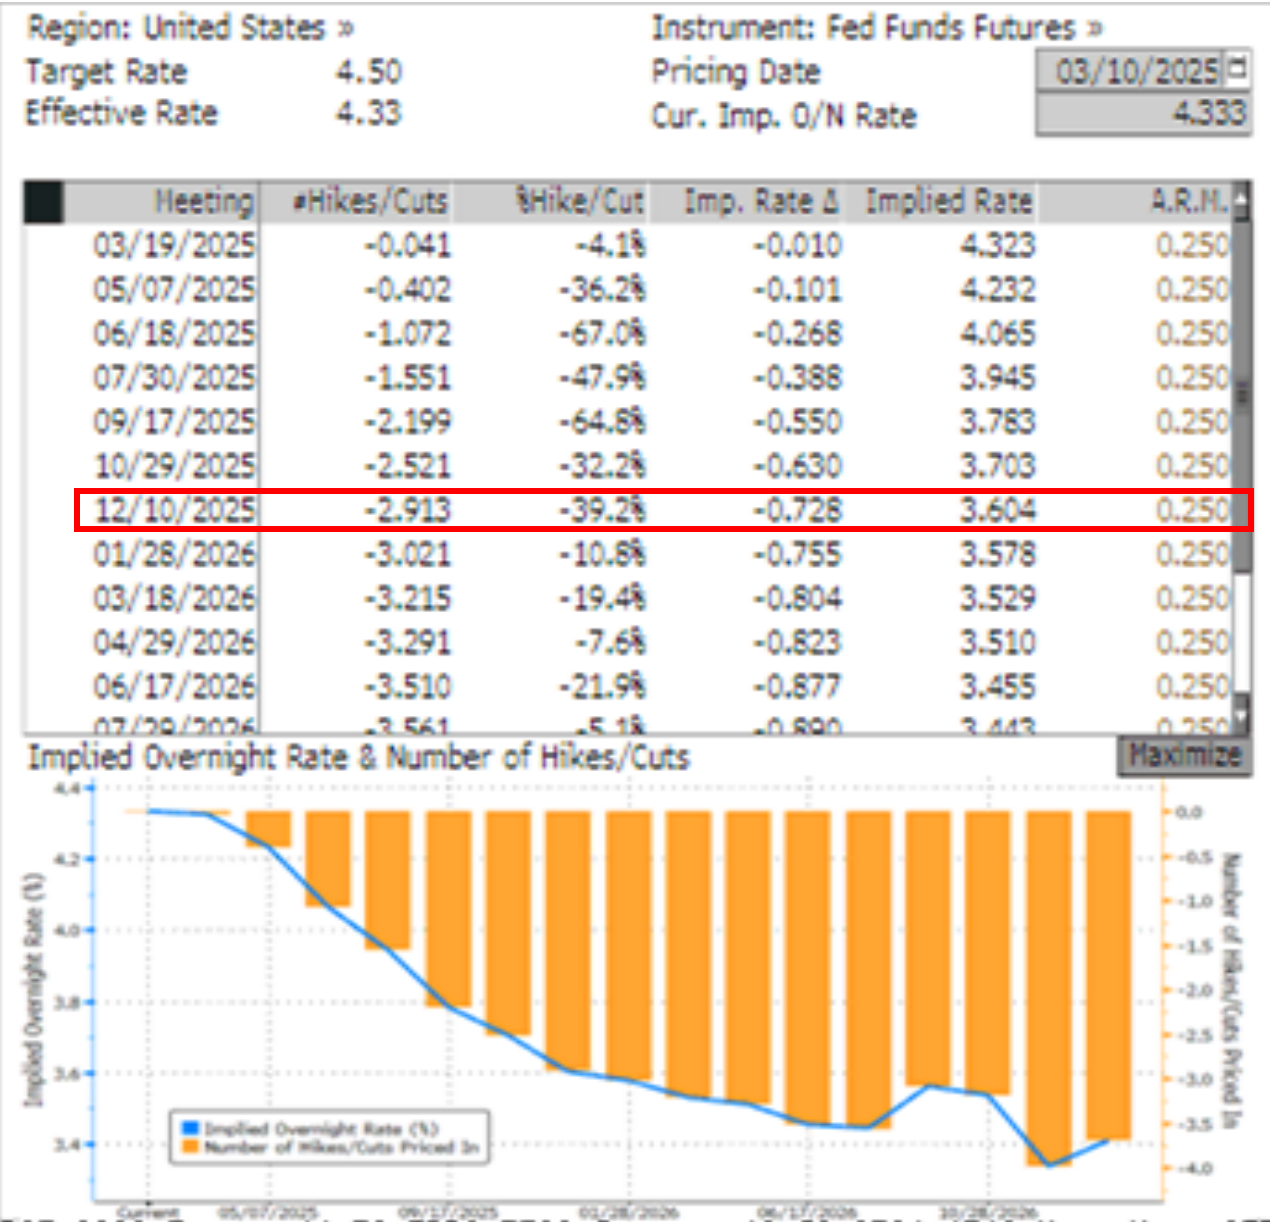 Region: United States » Instrument: Fed Funds Futures »
Target Rate 4.50 Pricing Date 03/10/2025
Effective Rate 4.33 Cur. Imp. O/N Rate 4.333
Meeting #Hikes/Cuts %Hike/Cut Imp. Rate Δ Implied Rate A.R.M.
03/19/2025 -0.041 -4.1% -0.010 4.323 0.250
05/07/2025 -0.402 -36.2% -0.101 4.232 0.250
06/18/2025 -1.072 -67.0% -0.268 4.065 0.250
07/30/2025 -1.551 -47.9% -0.388 3.945 0.250
09/17/2025 -2.199 -64.8% -0.550 3.783 0.250
10/29/2025 -2.521 -32.2% -0.630 3.703 0.250
12/10/2025 -2.913 -39.2% -0.728 3.604 0.250
01/28/2026 -3.021 -10.8% -0.755 3.578 0.250
03/18/2026 -3.215 -19.4% -0.804 3.529 0.250
04/29/2026 -3.291 -7.6% -0.823 3.510 0.250
06/17/2026 -3.510 -21.9% -0.877 3.455 0.250
07/29/2026 -3.561 -5.1% -0.890 3.443 0.250
Implied Overnight Rate & Number of Hikes/Cuts Maximize
4.4
4.2
4.0
3.8
3.6
3.4
Implied Overnight Rate (%)
0.0
-0.5
-1.0
-1.5
-2.0
-2.5
-3.0
-3.5
-4.0
Number of Hikes/Cuts Priced In
Implied Overnight Rate (%)
Number of Hikes/Cuts Priced In
Current 05/07/2025 09/17/2025 01/28/2026 06/17/2026 10/28/2026